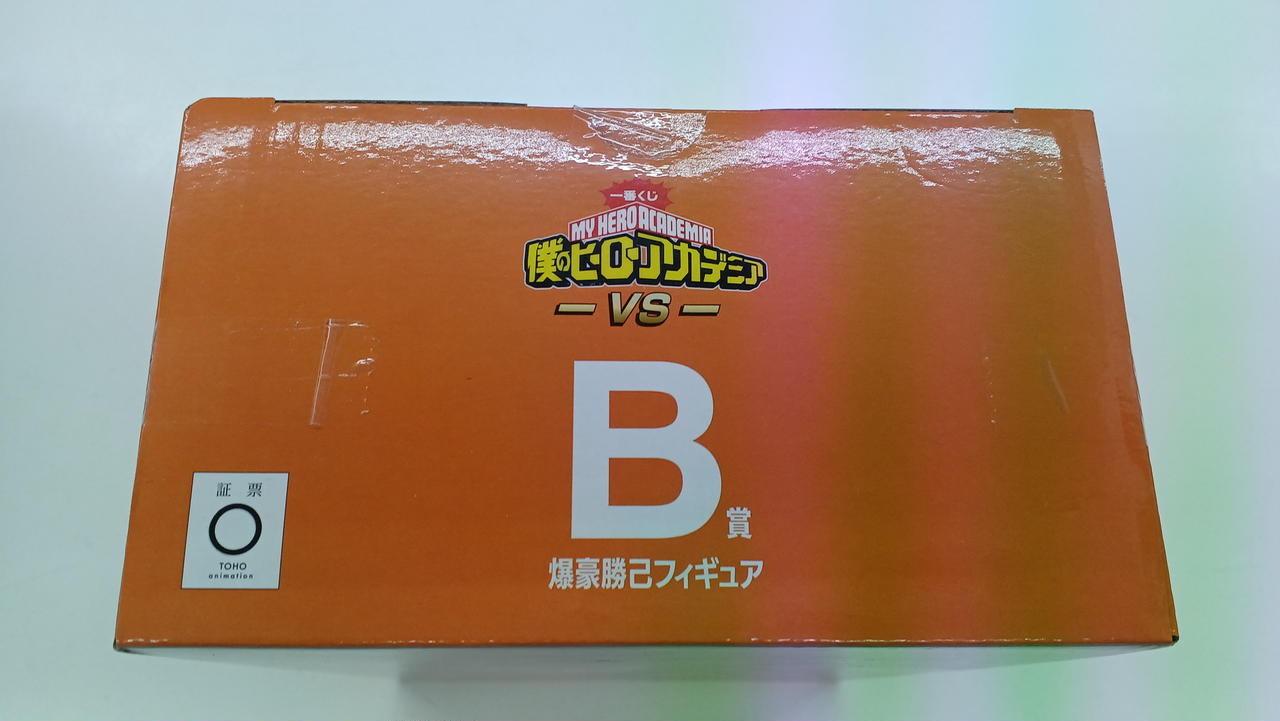 一番くじ
MY HERO ACADEMIA
僕のヒーローアカデミア
VS
B賞
爆豪勝己フィギュア
証 票
TOHO
animation